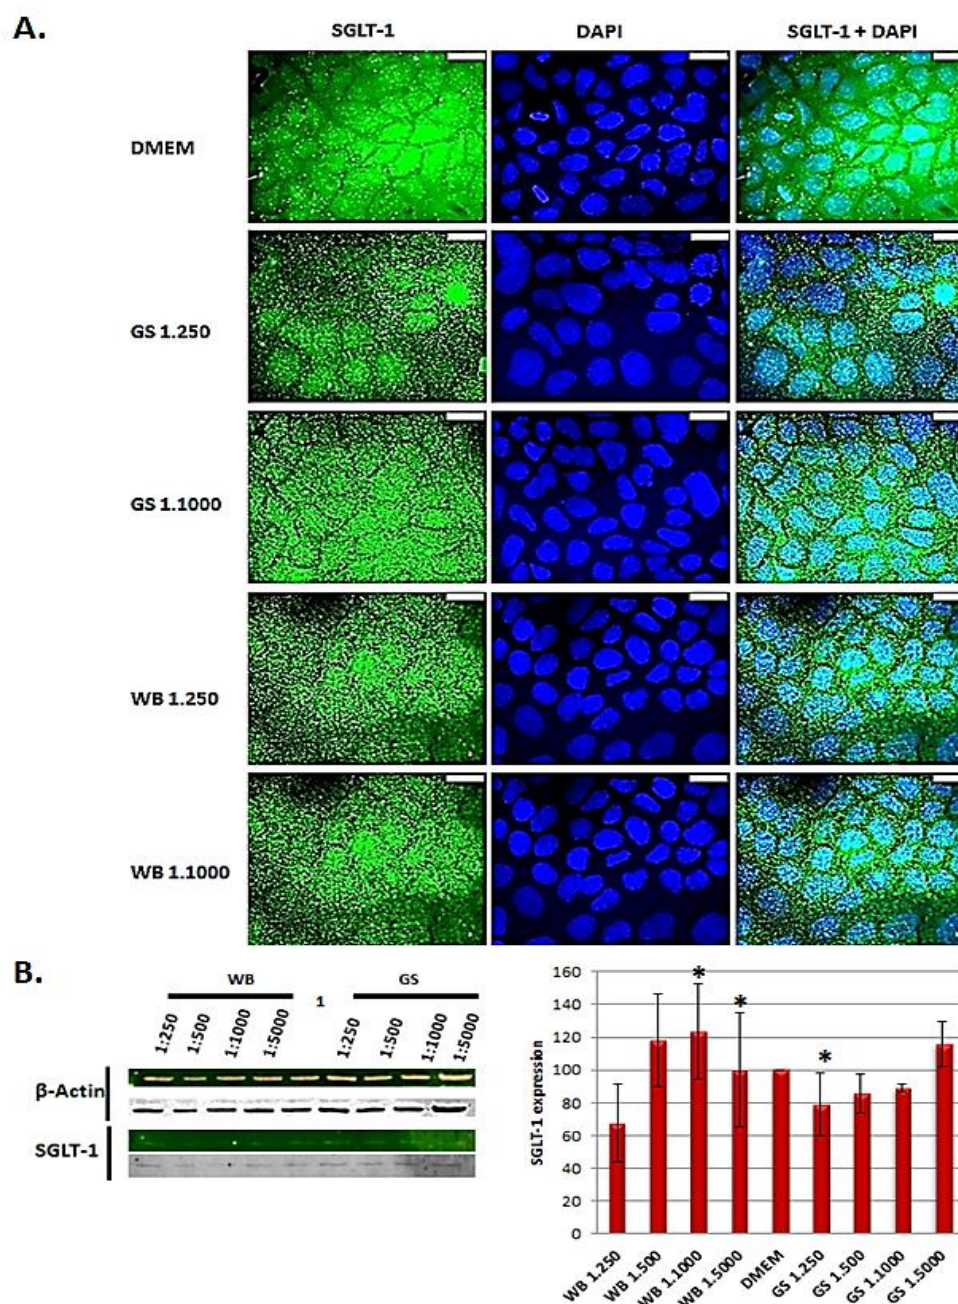 A.
SGLT-1 DAPI SGLT-1 + DAPI
DMEM
GS 1.250
GS 1.1000
WB 1.250
WB 1.1000
B.
WB 1 GS
1:250 1:500 1:1000 1:5000 1:250 1:500 1:1000 1:5000
β-Actin
SGLT-1
SGLT-1 expression
160
140
120
100
80
60
40
20
0
* * *
WB 1.250 WB 1.500 WB 1.1000 WB 1.5000 DMEM GS 1.250 GS 1.500 GS 1.1000 GS 1.5000